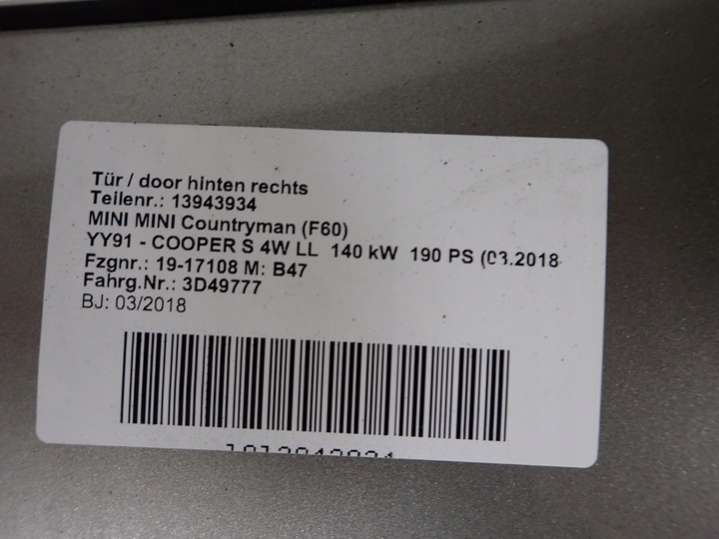 Tür / door hinten rechts
Teilenr.: 13943934
MINI MINI Countryman (F60)
YY91 - COOPER S 4W LL 140 kW 190 PS (03.2018
Fzgnr.: 19-17108 M: B47
Fahrg.Nr.: 3D49777
BJ: 03/2018